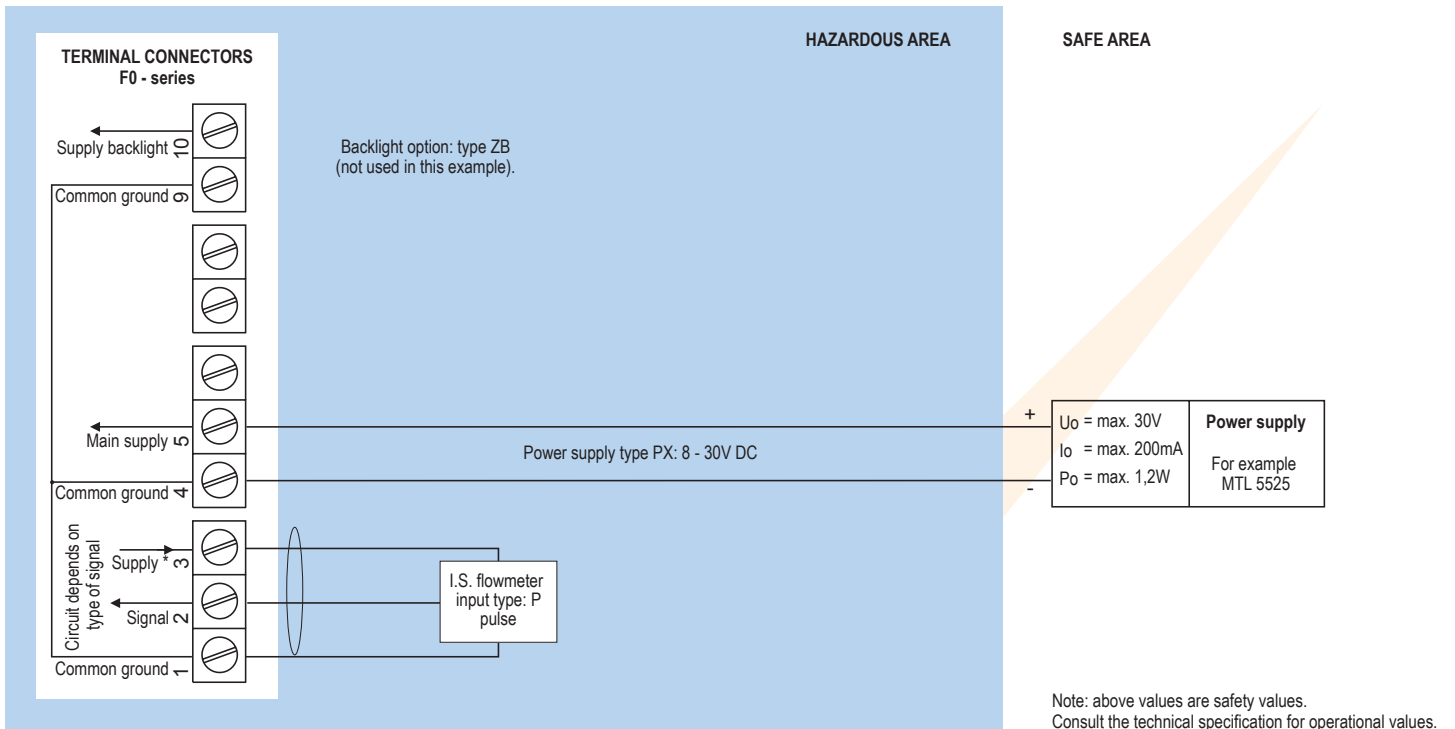 HAZARDOUS AREA
SAFE AREA
TERMINAL CONNECTORS
F0 - series
Supply backlight 10
Common ground 9
Backlight option: type ZB
(not used in this example).
Main supply 5
Common ground 4
Power supply type PX: 8 - 30V DC
+
-
Uo = max. 30V
Io = max. 200mA
Po = max. 1,2W
Power supply
For example
MTL 5525
Circuit depends on
type of signal
Supply * 3
Signal 2
Common ground 1
I.S. flowmeter
input type: P
pulse
Note: above values are safety values.
Consult the technical specification for operational values.